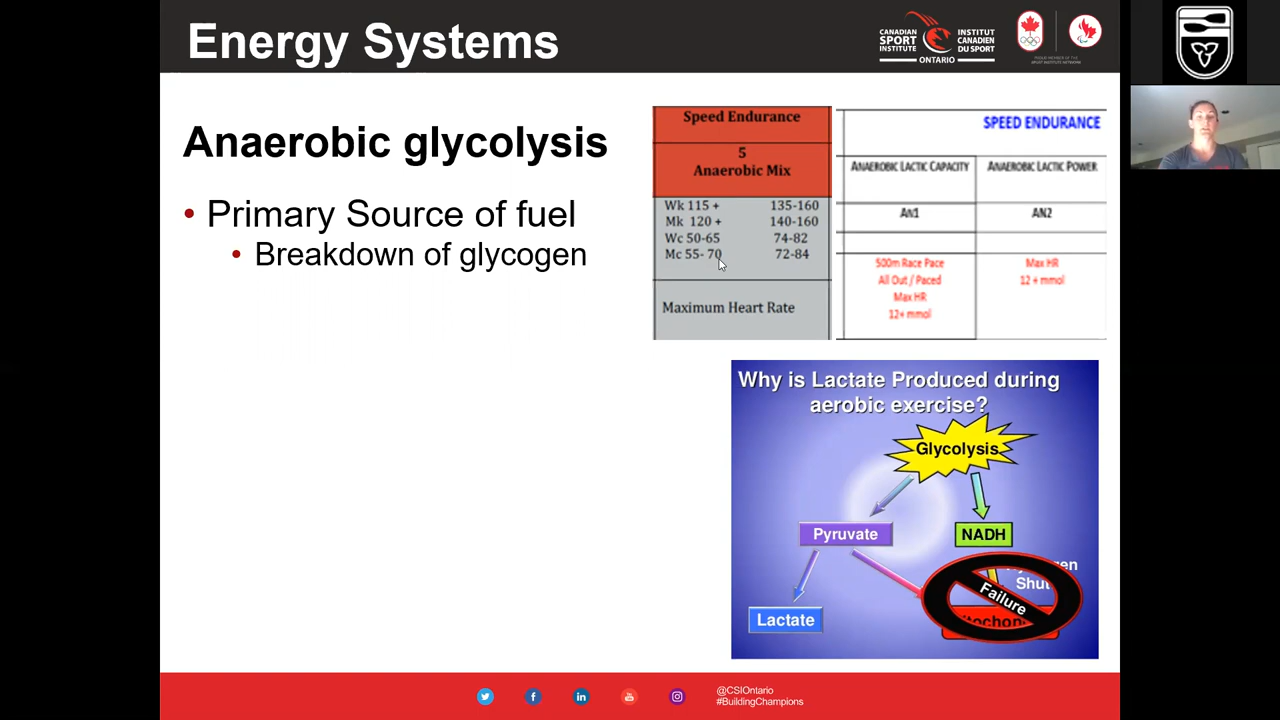 Energy Systems
CANADIAN
SPORT
INSTITUTE
INSTITUT
CANADIEN
DU SPORT
ONTARIO
Anaerobic glycolysis
• Primary Source of fuel
• Breakdown of glycogen
Speed Endurance
5
Anaerobic Mix
Wk 115 + 135-160
Mk 120 + 140-160
Wc 50-65 74-82
Mc 55- 70 72-84
Maximum Heart Rate
SPEED ENDURANCE
ANAEROBIC LACTIC CAPACITY ANAEROBIC LACTIC POWER
AN1 AN2
500m Race Pace
All Out / Paced
Max HR
12+ mmol
Max HR
12 + mmol
Why is Lactate Produced during
aerobic exercise?
Glycolysis
Pyruvate
NADH
Shut
Failure
Lactate
@CSIOntario
#BuildingChampions